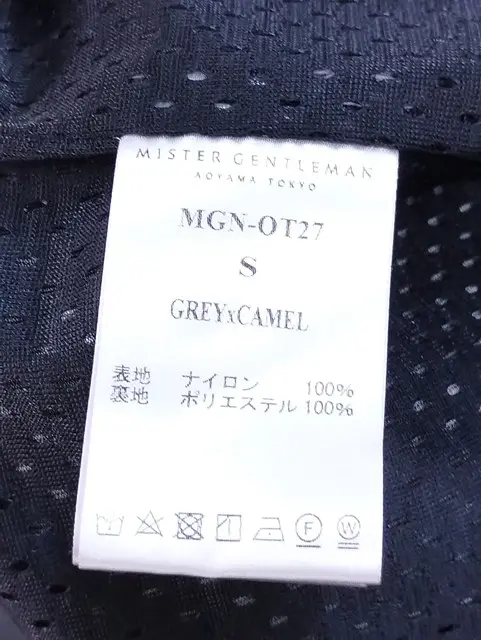 MISTER GENTLEMAN
AOYAMA TOKYO
MGN-OT27
S
GREYxCAMEL
表地 ナイロン 100%
裏地 ポリエステル 100%
F W